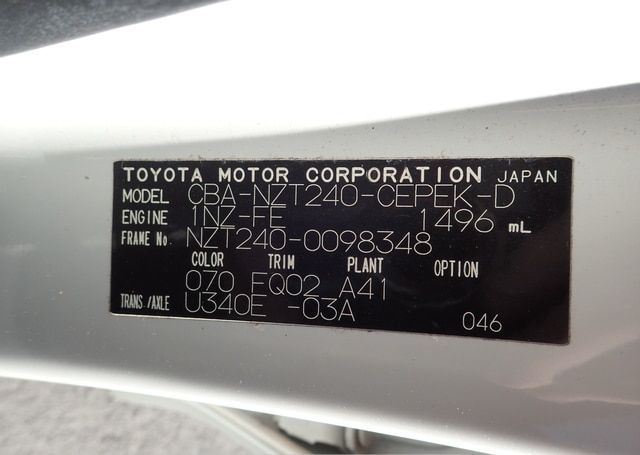 TOYOTA MOTOR CORPORATION JAPAN
MODEL CBA-NZT240-CEPEK-D
ENGINE 1NZ-FE 1496 mL
FRAME No. NZT240-0098348
COLOR TRIM PLANT OPTION
070 FQ02 A41
TRANS./AXLE U340E -03A
046